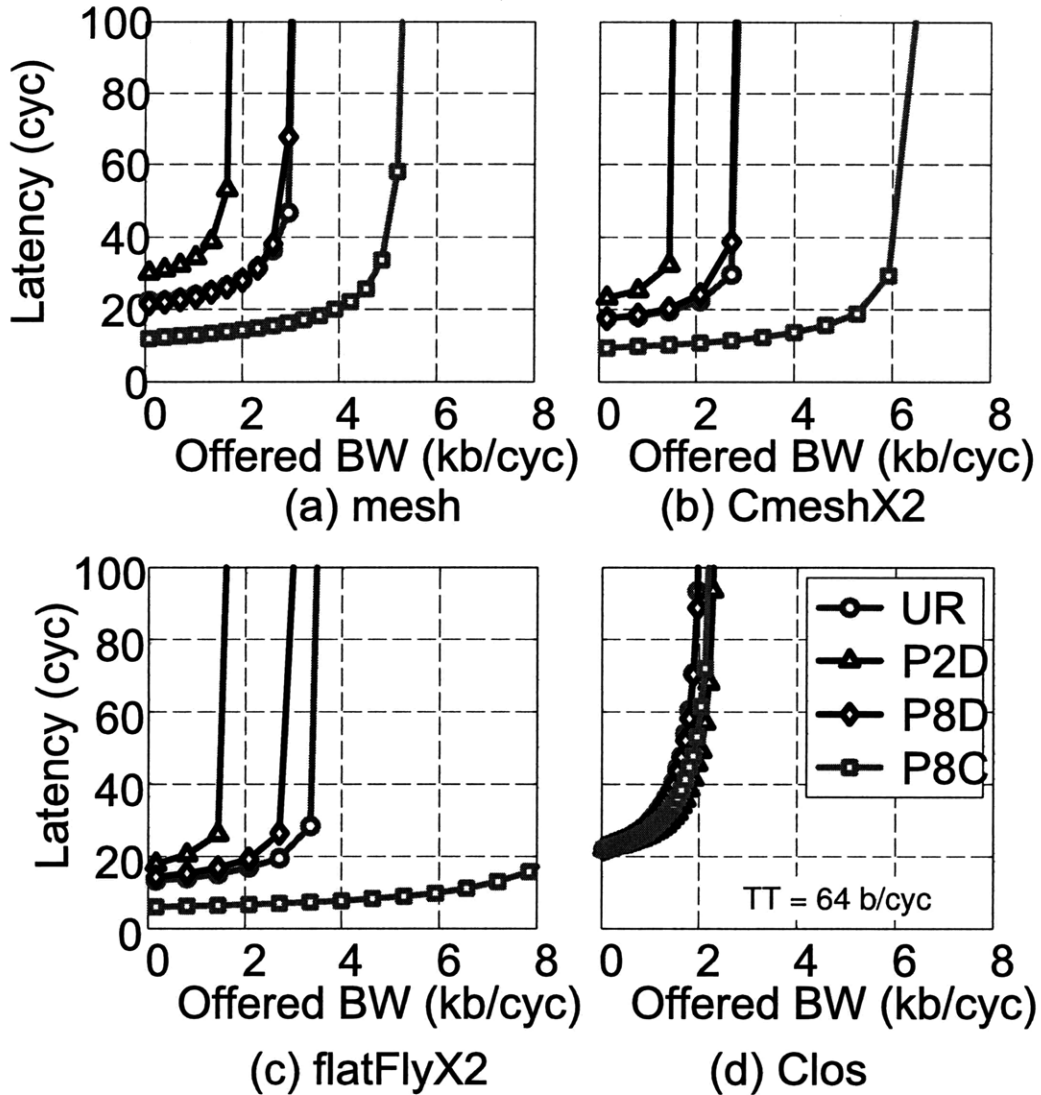 100
80
60
40
20
0
Latency (cyc)
0 2 4 6 8
Offered BW (kb/cyc)
(a) mesh
0 2 4 6 8
Offered BW (kb/cyc)
(b) CmeshX2
100
80
60
40
20
0
Latency (cyc)
0 2 4 6 8
Offered BW (kb/cyc)
(c) flatFlyX2
UR
P2D
P8D
P8C
TT = 64 b/cyc
0 2 4 6 8
Offered BW (kb/cyc)
(d) Clos